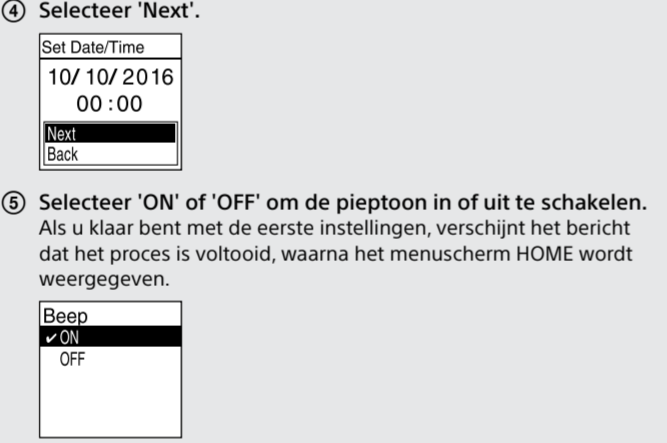 ④ Selecteer 'Next'.
Set Date/Time
10/ 10/ 2016
00 : 00
Next
Back
⑤ Selecteer 'ON' of 'OFF' om de pieptoon in of uit te schakelen.
Als u klaar bent met de eerste instellingen, verschijnt het bericht
dat het proces is voltooid, waarna het menuscherm HOME wordt
weergegeven.
Beep
✔ ON
OFF